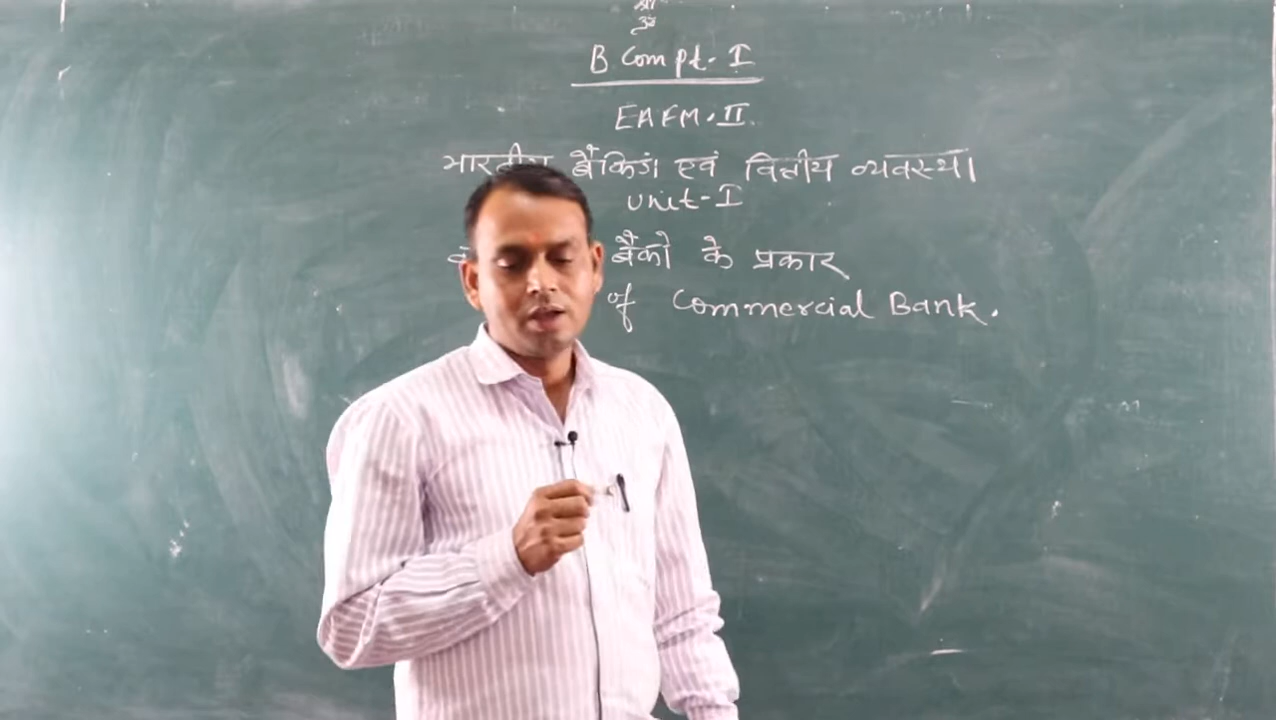 श्री
B Com pt. I
EAFM. II.
भारतीय बैंकिंग एवं वित्तीय व्यवस्था।
Unit-I
बैंको के प्रकार
of Commercial Bank.